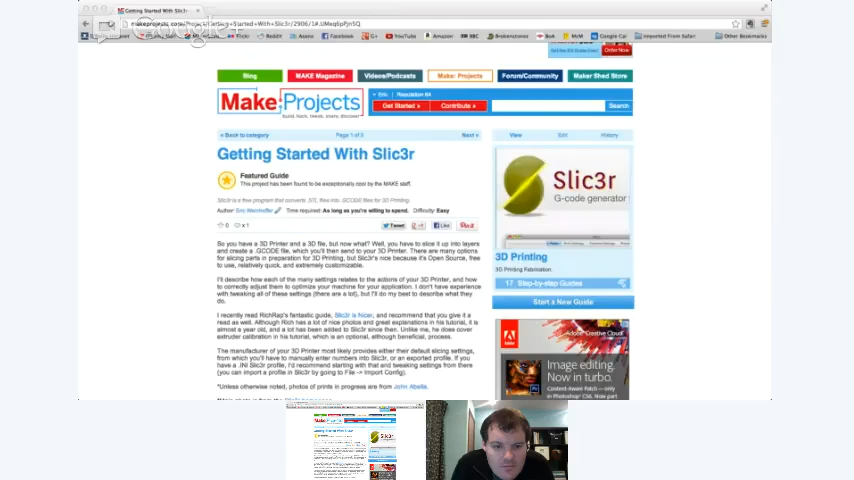 Getting Started With Slic3r
makeprojects.com/Project/Getting-Started-With-Slic3r/2906/1#.UMeq6pPjnSQ
Google+
Reddit
Facebook
G+
YouTube
Amazon
BBC
Brokenstones
BoA
MzM
Google Cal
Imported From Safari
Other Bookmarks
Order Now
Blog
MAKE Magazine
Videos/Podcasts
Make: Projects
Forum/Community
Maker Shed Store
Make:Projects
build, hack, tweak, share, discover
Eric
Reputation 64
Get Started »
Contribute »
Search
« Back to category
Page 1 of 3
Next »
View
Edit
History
Getting Started With Slic3r
Featured Guide
This project has been found to be exceptionally cool by the MAKE staff.
Slic3r is a free program that converts .STL files into .GCODE files for 3D Printing.
Author: Eric Weinhoffer Time required: As long as you're willing to spend. Difficulty: Easy
0
x 1
Tweet
Like
Pin it
So you have a 3D Printer and a 3D file, but now what? Well, you have to slice it up into layers
and create a .GCODE file, which you'll then send to your 3D Printer. There are many options
for slicing parts in preparation for 3D Printing, but Slic3r's nice because it's Open Source, free
to use, relatively quick, and extremely customizable.
I'll describe how each of the many settings relates to the actions of your 3D Printer, and how
to correctly adjust them to optimize your machine for your application. I don't have experience
with tweaking all of these settings (there are a lot), but I'll do my best to describe what they
do.
I recently read RichRap's fantastic guide, Slic3r is Nicer, and recommend that you give it a
read as well. Although Rich has a lot of nice photos and great explanations in his tutorial, it is
almost a year old, and a lot has been added to Slic3r since then. Unlike me, he does cover
extruder calibration in his tutorial, which is an optional, although beneficial, process.
The manufacturer of your 3D Printer most likely provides either their default slicing settings,
from which you'll have to manually enter numbers into Slic3r, or an exported profile. If you
have a .INI Slic3r profile, I'd recommend starting with that and tweaking settings from there
(you can import a profile in Slic3r by going to File -> Import Config).
*Unless otherwise noted, photos of prints in progress are from John Abella.
Slic3r
G-code generator
3D Printing
3D Printing Fabrication.
17 Step-by-step Guides
Start a New Guide
Adobe Creative Cloud
Image editing.
Now in turbo.
Content-Aware Patch—only
in Photoshop CS6. Not
Slic3r